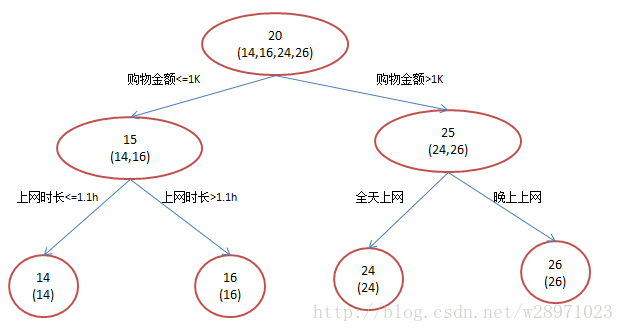 20
(14,16,24,26)
购物金额<=1K
购物金额>1K
15
(14,16)
25
(24,26)
上网时长<=1.1h
上网时长>1.1h
全天上网
晚上上网
14
(14)
16
(16)
24
(24)
26
(26)
http://blog.csdn.net/w28971023